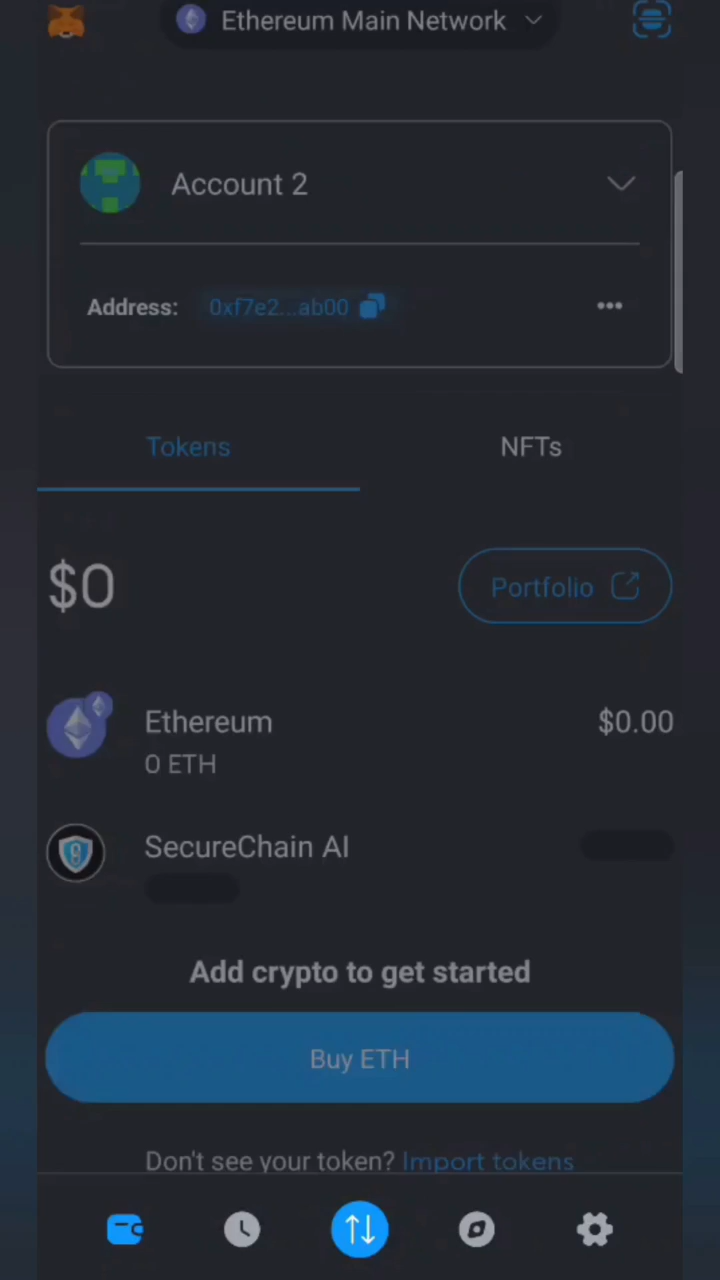 Ethereum Main Network
Account 2
Address: 0xf7e2...ab00
Tokens
NFTs
$0
Portfolio
Ethereum
$0.00
0 ETH
SecureChain AI
Add crypto to get started
Buy ETH
Don't see your token? Import tokens